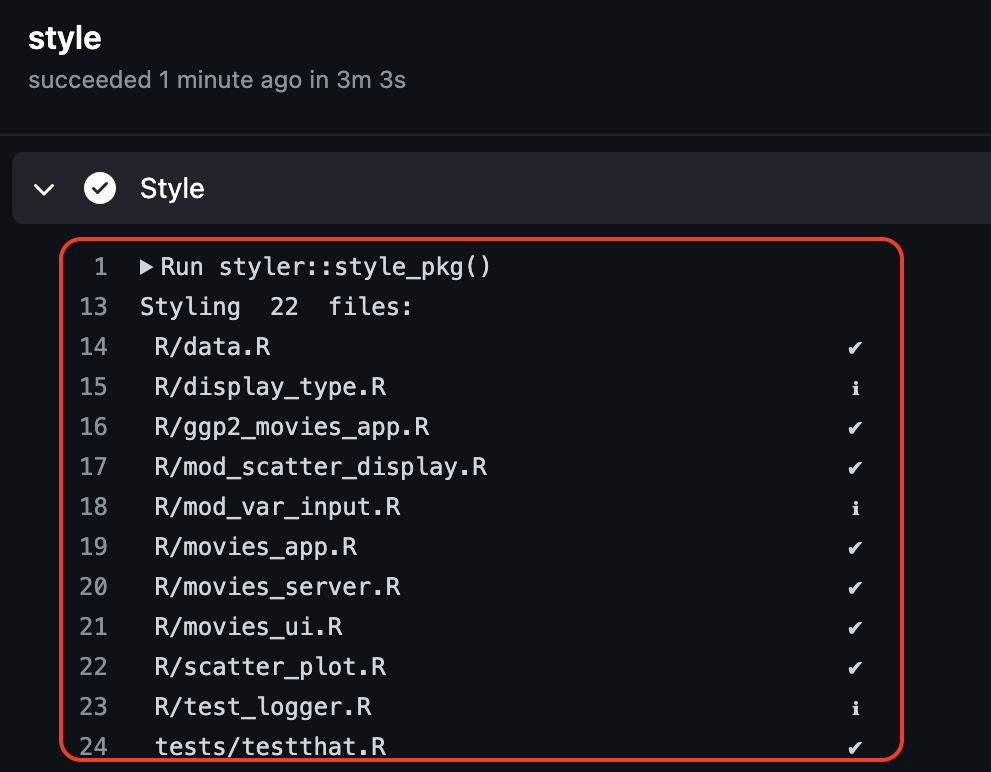 style
succeeded 1 minute ago in 3m 3s
Style
1 ▶Run styler::style_pkg()
13 Styling  22  files:
14  R/data.R ✔
15  R/display_type.R ℹ
16  R/ggp2_movies_app.R ✔
17  R/mod_scatter_display.R ✔
18  R/mod_var_input.R ℹ
19  R/movies_app.R ✔
20  R/movies_server.R ✔
21  R/movies_ui.R ✔
22  R/scatter_plot.R ✔
23  R/test_logger.R ℹ
24  tests/testthat.R ✔